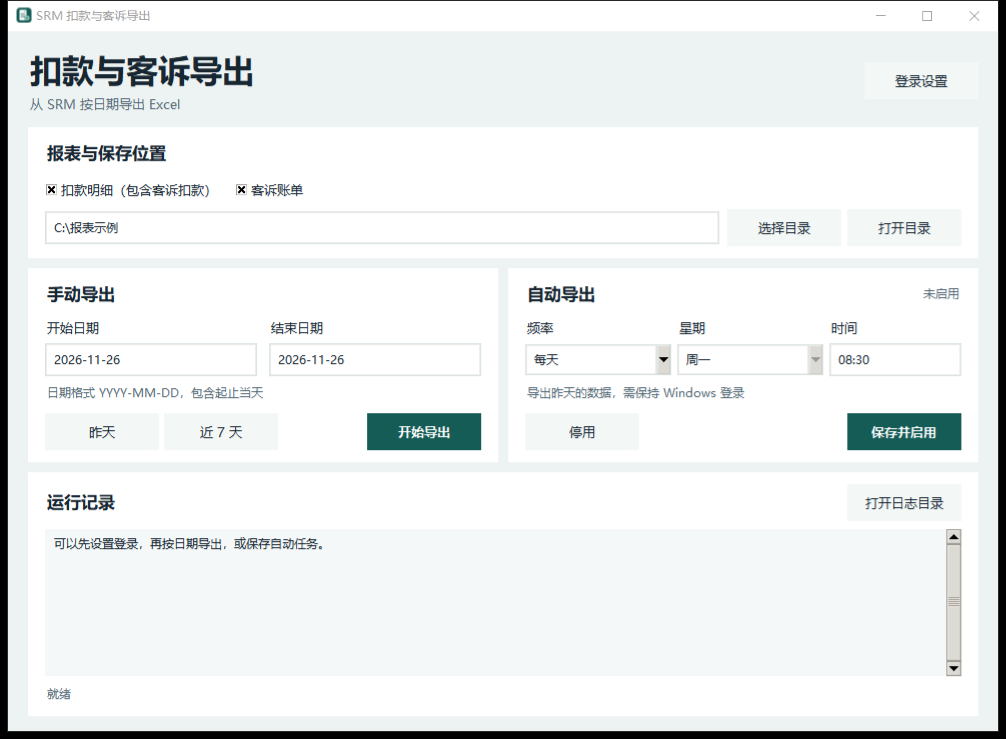 SRM 扣款与客诉导出
扣款与客诉导出
从 SRM 按日期导出 Excel
登录设置
报表与保存位置
扣款明细（包含客诉扣款）
客诉账单
C:\报表示例
选择目录
打开目录
手动导出
开始日期
结束日期
2026-11-26
2026-11-26
日期格式 YYYY-MM-DD，包含起止当天
昨天
近 7 天
开始导出
自动导出
未启用
频率
星期
时间
每天
周一
08:30
导出昨天的数据，需保持 Windows 登录
停用
保存并启用
运行记录
打开日志目录
可以先设置登录，再按日期导出，或保存自动任务。
就绪